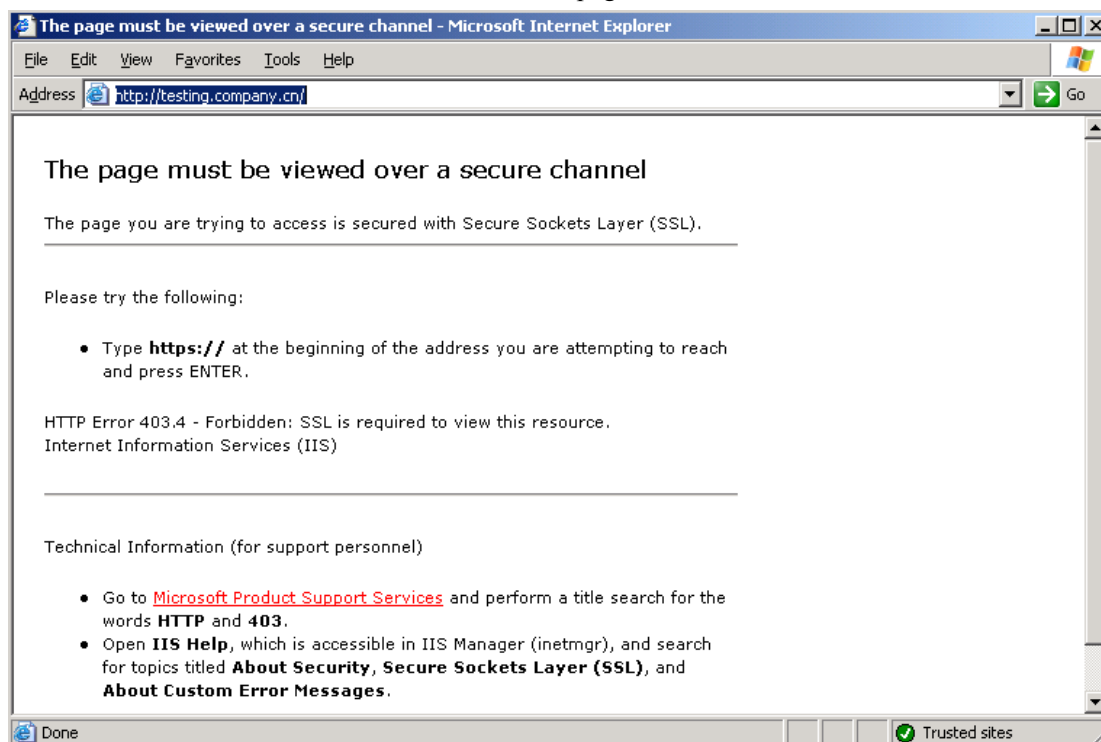 The page must be viewed over a secure channel - Microsoft Internet Explorer
File Edit View Favorites Tools Help
Address http://testing.company.cn/ Go
The page must be viewed over a secure channel
The page you are trying to access is secured with Secure Sockets Layer (SSL).
Please try the following:
• Type https:// at the beginning of the address you are attempting to reach
and press ENTER.
HTTP Error 403.4 - Forbidden: SSL is required to view this resource.
Internet Information Services (IIS)
Technical Information (for support personnel)
• Go to Microsoft Product Support Services and perform a title search for the
words HTTP and 403.
• Open IIS Help, which is accessible in IIS Manager (inetmgr), and search
for topics titled About Security, Secure Sockets Layer (SSL), and
About Custom Error Messages.
Done Trusted sites